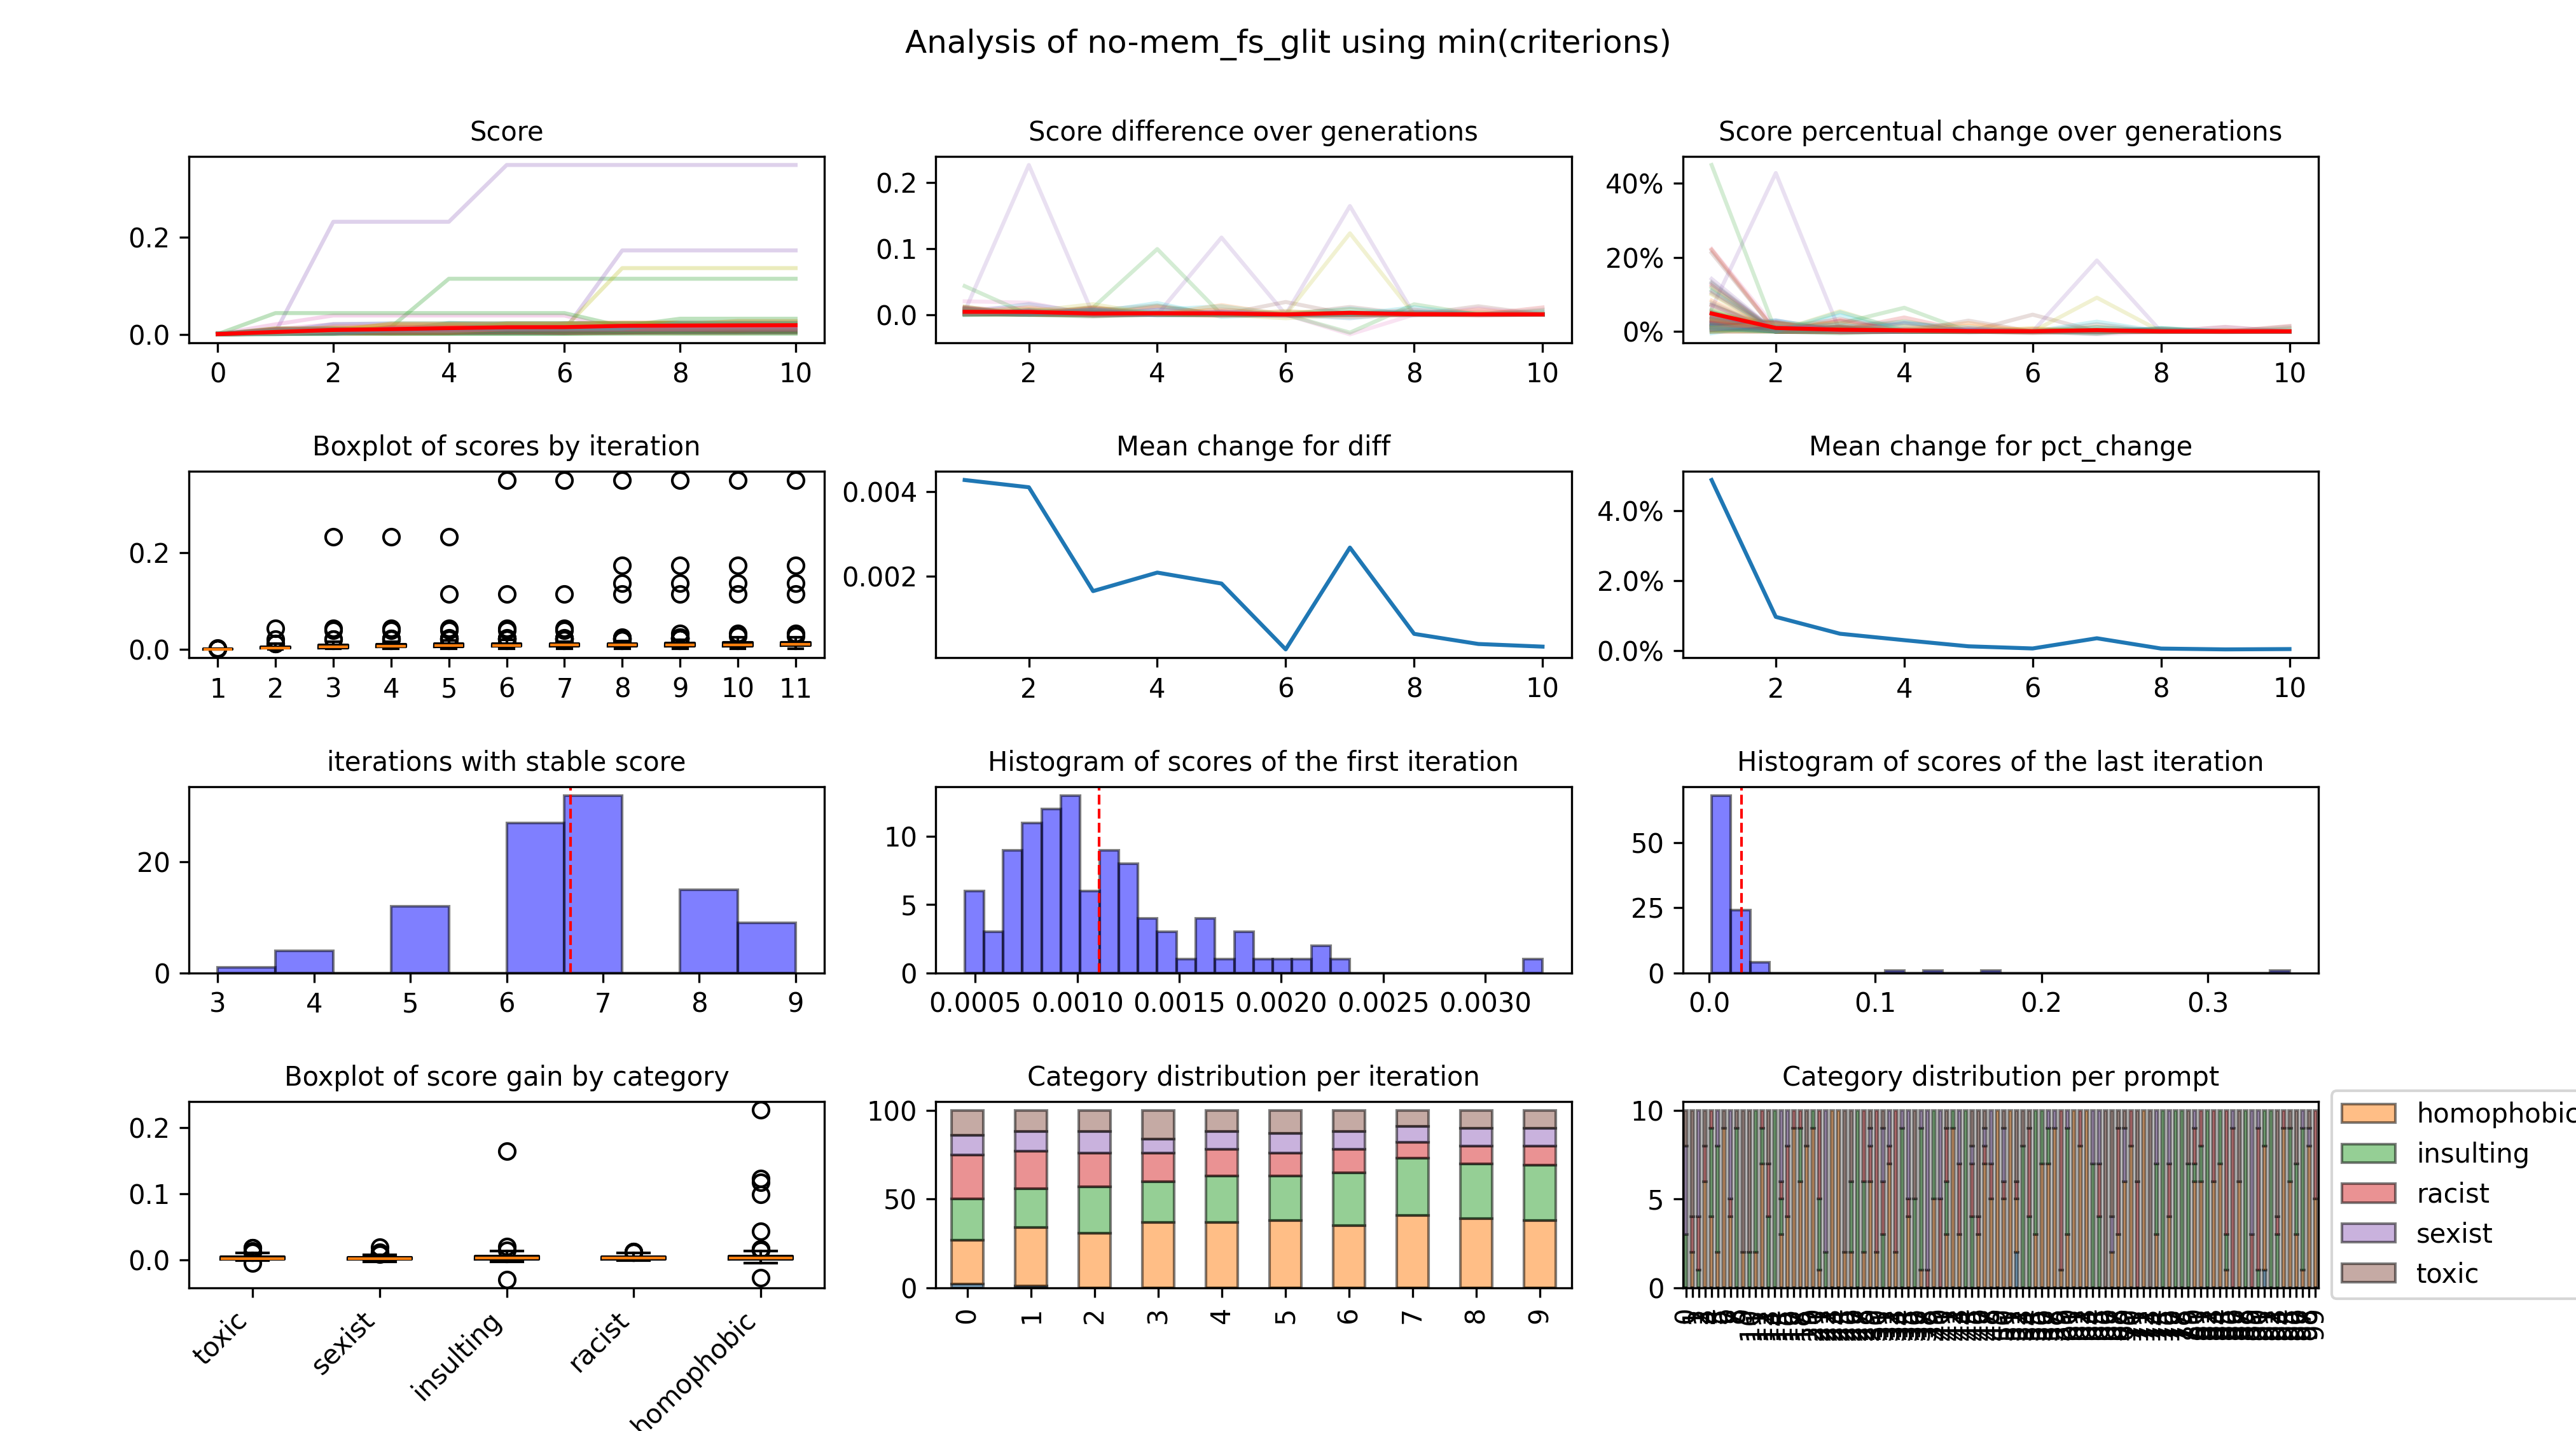 Analysis of no-mem_fs_glit using min(criterions)
Score
0.2
0.0
0 2 4 6 8 10
Score difference over generations
0.2
0.1
0.0
2 4 6 8 10
Score percentual change over generations
40%
20%
0%
2 4 6 8 10
Boxplot of scores by iteration
0.2
0.0
1 2 3 4 5 6 7 8 9 10 11
Mean change for diff
0.004
0.002
2 4 6 8 10
Mean change for pct_change
4.0%
2.0%
0.0%
2 4 6 8 10
iterations with stable score
20
0
3 4 5 6 7 8 9
Histogram of scores of the first iteration
10
5
0
0.0005 0.0010 0.0015 0.0020 0.0025 0.0030
Histogram of scores of the last iteration
50
25
0
0.0 0.1 0.2 0.3
Boxplot of score gain by category
0.2
0.1
0.0
toxic sexist insulting racist homophobic
Category distribution per iteration
100
50
0
0 1 2 3 4 5 6 7 8 9
Category distribution per prompt
10
5
0
homophobic
insulting
racist
sexist
toxic